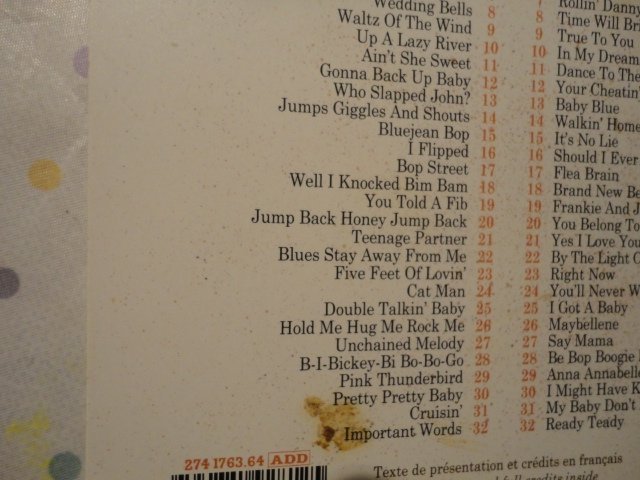 Wedding Bells 8
Waltz Of The Wind 9
Up A Lazy River 10
Ain't She Sweet 11
Gonna Back Up Baby 12
Who Slapped John? 13
Jumps Giggles And Shouts 14
Bluejean Bop 15
I Flipped 16
Bop Street 17
Well I Knocked Bim Bam 18
You Told A Fib 19
Jump Back Honey Jump Back 20
Teenage Partner 21
Blues Stay Away From Me 22
Five Feet Of Lovin' 23
Cat Man 24
Double Talkin' Baby 25
Hold Me Hug Me Rock Me 26
Unchained Melody 27
B-I-Bickey-Bi Bo-Bo-Go 28
Pink Thunderbird 29
Pretty Pretty Baby 30
Cruisin' 31
Important Words 32
7 Rollin' Danny
8 Time Will
9 True To You
10 In My
11 Dance To The
12 Your Cheatin'
13 Baby Blue
14 Walkin' Home
15 It's No Lie
16 Should I Ever
17 Flea Brain
18 Brand New
19 Frankie And
20 You Belong To
21 Yes I Love You
22 By The Light
23 Right Now
24 You'll Never
25 I Got A Baby
26 Maybellene
27 Say Mama
28 Be Bop Boogie
29 Anna Annabelle
30 I Might Have
31 My Baby Don't
32 Ready Teady
274 1763.64 ADD
Texte de présentation et crédits en français
full credits inside